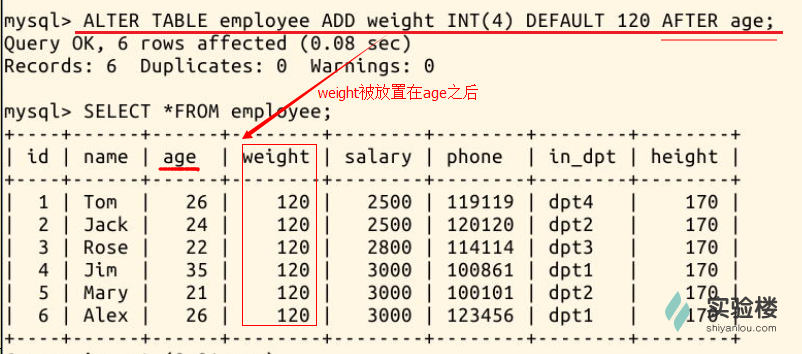 mysql> ALTER TABLE employee ADD weight INT(4) DEFAULT 120 AFTER age;
Query OK, 6 rows affected (0.08 sec)
Records: 6  Duplicates: 0  Warnings: 0
weight被放置在age之后
mysql> SELECT *FROM employee;
+----+------+------+--------+--------+--------+--------+--------+
| id | name | age | weight | salary | phone | in_dpt | height |
+----+------+------+--------+--------+--------+--------+--------+
| 1 | Tom | 26 | 120 | 2500 | 119119 | dpt4 | 170 |
| 2 | Jack | 24 | 120 | 2500 | 120120 | dpt2 | 170 |
| 3 | Rose | 22 | 120 | 2800 | 114114 | dpt3 | 170 |
| 4 | Jim | 35 | 120 | 3000 | 100861 | dpt1 | 170 |
| 5 | Mary | 21 | 120 | 3000 | 100101 | dpt2 | 170 |
| 6 | Alex | 26 | 120 | 3000 | 123456 | dpt1 | 170 |
+----+------+------+--------+--------+--------+--------+--------+
实验楼
shiyanlou.com